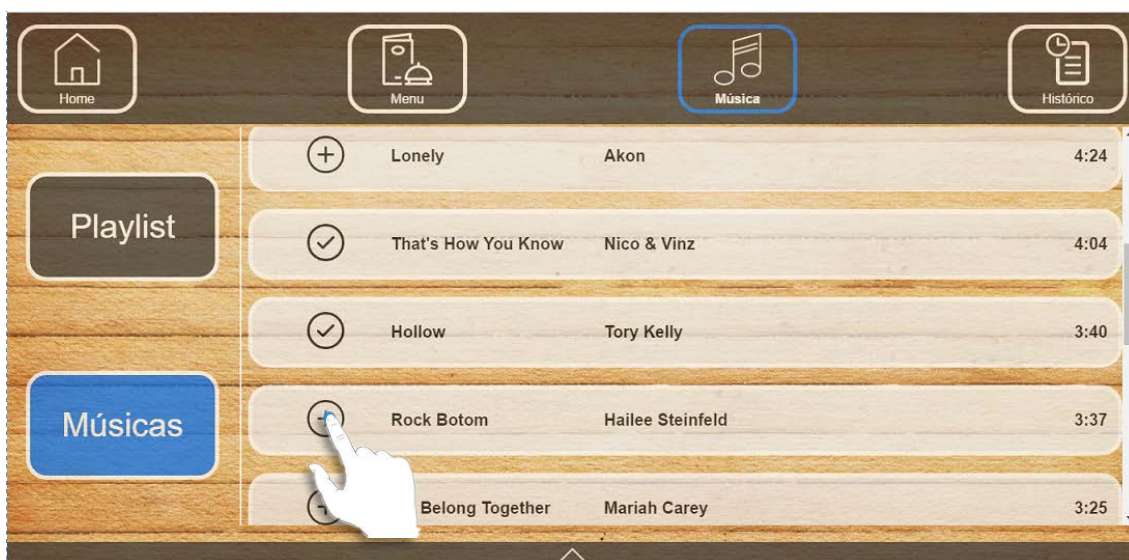 Home
Menu
Música
Histórico
Playlist
Músicas
Lonely Akon 4:24
That's How You Know Nico & Vinz 4:04
Hollow Tory Kelly 3:40
Rock Botom Hailee Steinfeld 3:37
Belong Together Mariah Carey 3:25